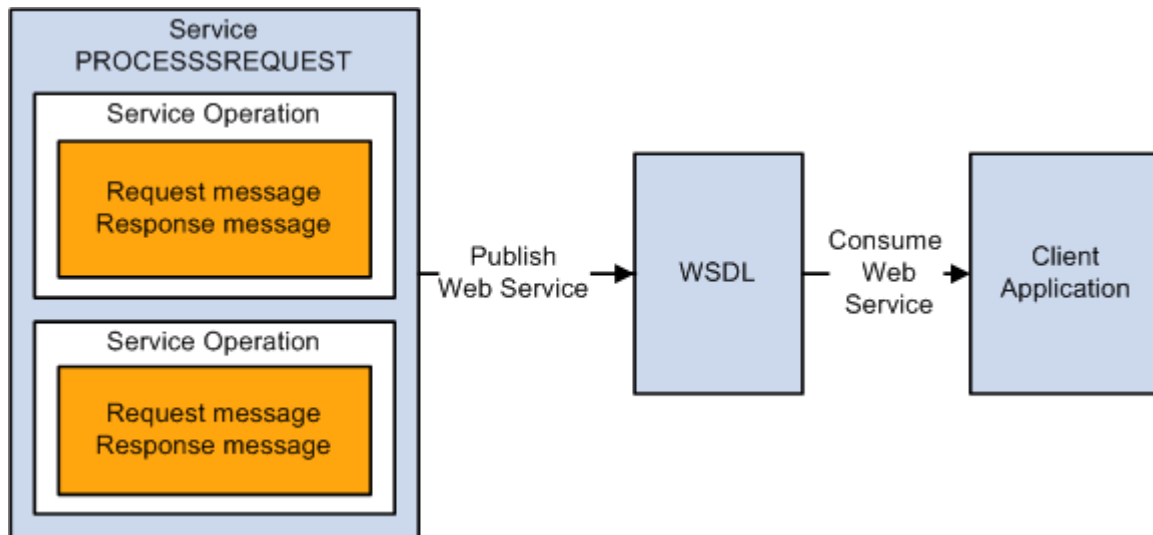 Service
PROCESSSREQUEST
Service Operation
Request message
Response message
Service Operation
Request message
Response message
Publish
Web Service
WSDL
Consume
Web
Service
Client
Application